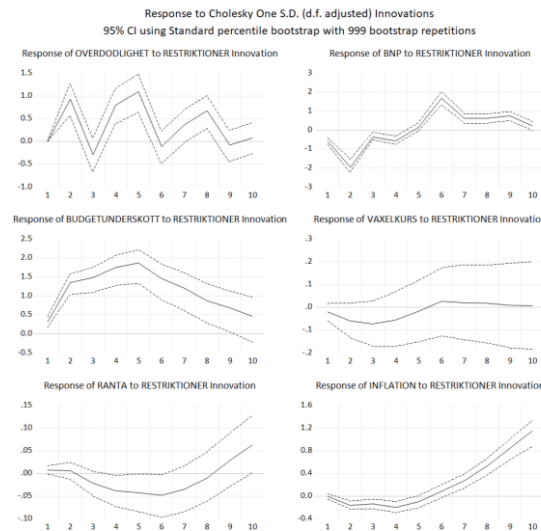 Response to Cholesky One S.D. (d.f. adjusted) Innovations
95% CI using Standard percentile bootstrap with 999 bootstrap repetitions
Response of OVERDODLIGHET to RESTRIKTIONER Innovation
1.5
1.0
0.5
0.0
-0.5
-1.0
1 2 3 4 5 6 7 8 9 10
Response of BNP to RESTRIKTIONER Innovation
3
2
1
0
-1
-2
-3
1 2 3 4 5 6 7 8 9 10
Response of BUDGETUNDERSKOTT to RESTRIKTIONER Innovation
2.5
2.0
1.5
1.0
0.5
0.0
-0.5
1 2 3 4 5 6 7 8 9 10
Response of VAXELKURS to RESTRIKTIONER Innovation
.3
.2
.1
.0
-.1
-.2
1 2 3 4 5 6 7 8 9 10
Response of RANTA to RESTRIKTIONER Innovation
.15
.10
.05
.00
-.05
-.10
1 2 3 4 5 6 7 8 9 10
Response of INFLATION to RESTRIKTIONER Innovation
1.6
1.2
0.8
0.4
0.0
-0.4
1 2 3 4 5 6 7 8 9 10